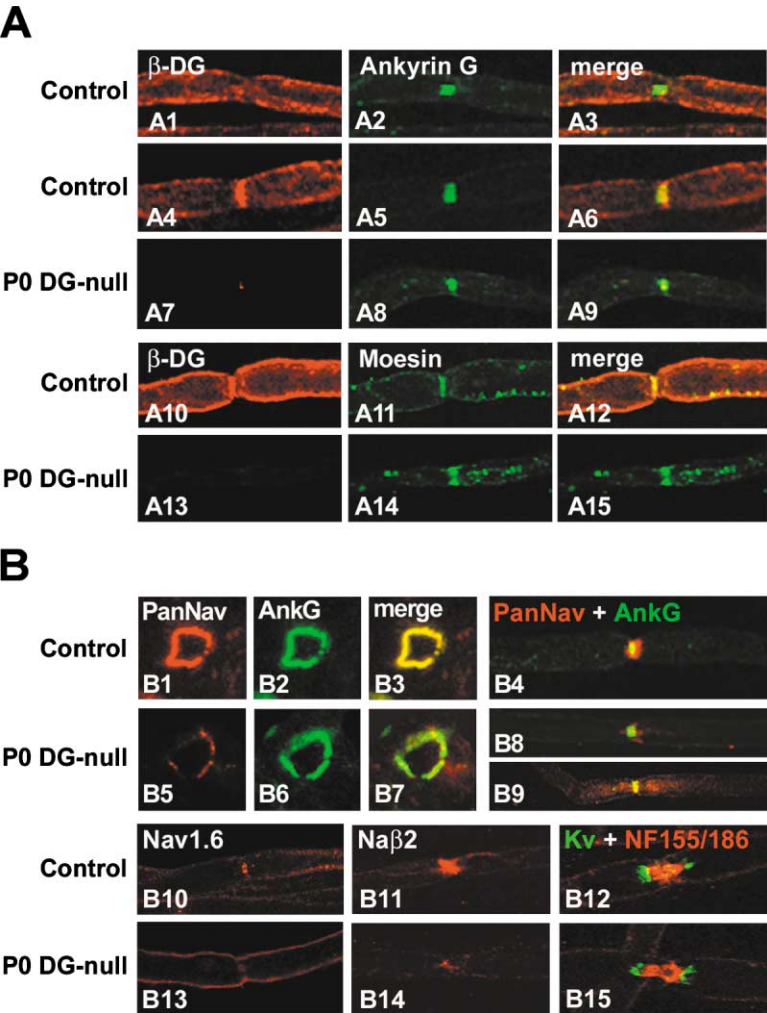 A
β-DG Ankyrin G merge
Control A1 A2 A3
Control A4 A5 A6
P0 DG-null A7 A8 A9
β-DG Moesin merge
Control A10 A11 A12
P0 DG-null A13 A14 A15
B
PanNav AnkG merge PanNav + AnkG
Control B1 B2 B3 B4
P0 DG-null B5 B6 B7 B8
B9
Nav1.6 Naβ2 Kv + NF155/186
Control B10 B11 B12
P0 DG-null B13 B14 B15